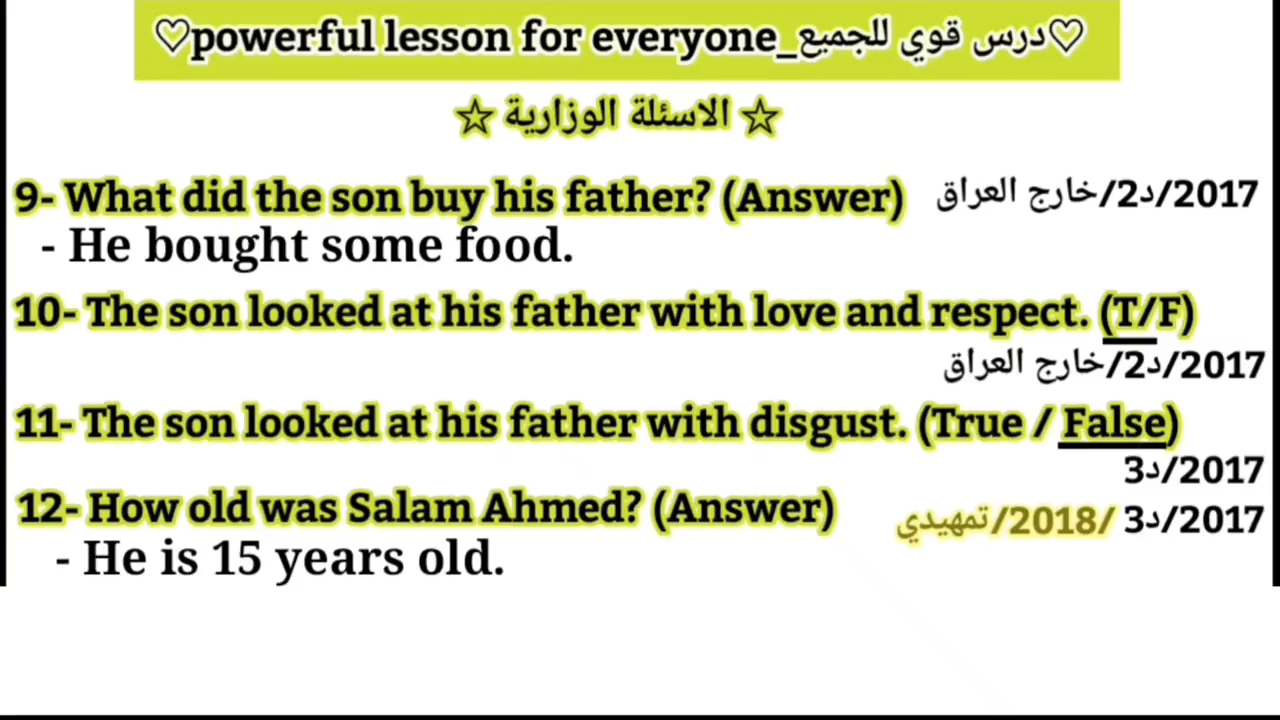 ♡powerful lesson for everyone_درس قوي للجميع♡
☆ الاسئلة الوزارية ☆
9- What did the son buy his father? (Answer) 2017/د2/خارج العراق
- He bought some food.
10- The son looked at his father with love and respect. (T/F)
2017/د2/خارج العراق
11- The son looked at his father with disgust. (True / False)
2017/د3
12- How old was Salam Ahmed? (Answer) 2017/د3 /2018/تمهيدي
- He is 15 years old.